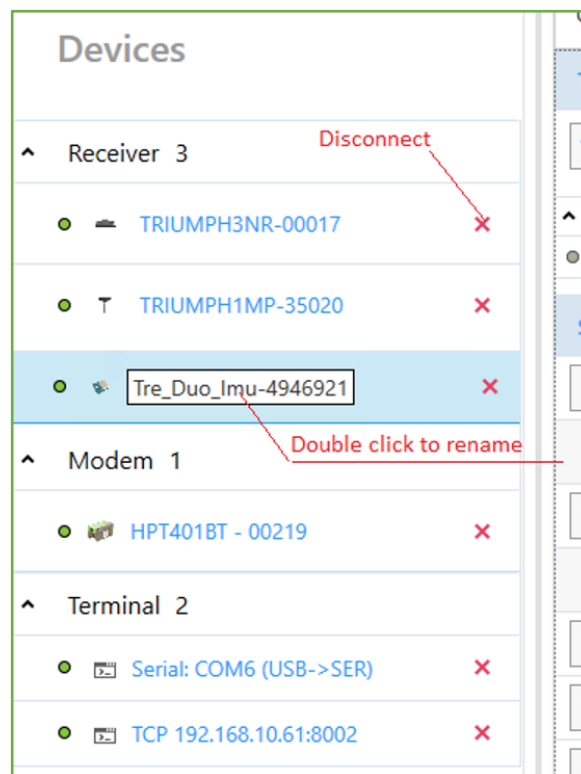 Devices
Receiver 3
Disconnect
TRIUMPH3NR-00017
TRIUMPH1MP-35020
Tre_Duo_Imu-4946921
Double click to rename
Modem 1
HPT401BT - 00219
Terminal 2
Serial: COM6 (USB->SER)
TCP 192.168.10.61:8002